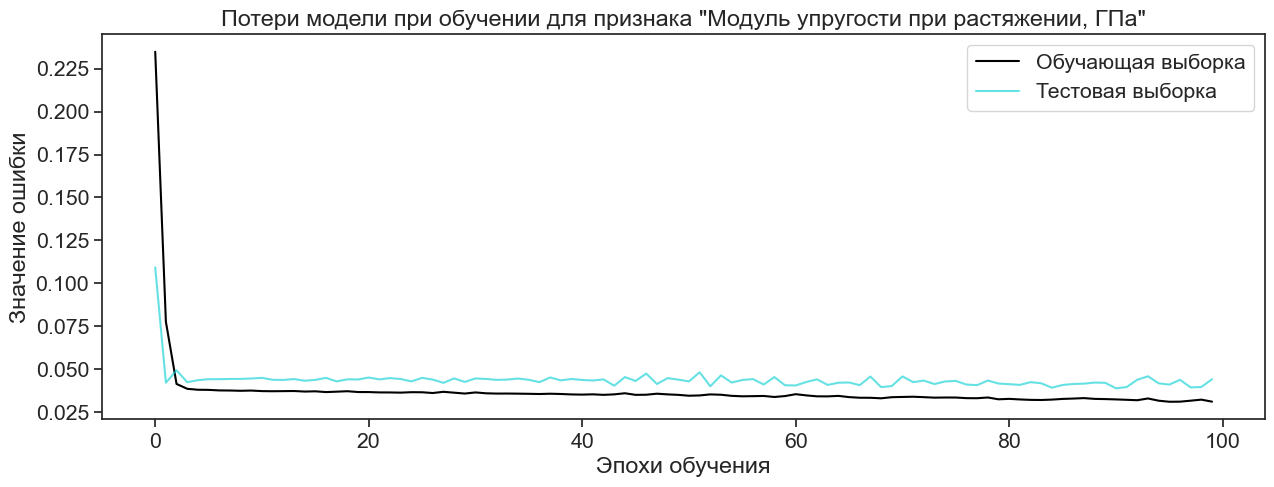 Потери модели при обучении для признака "Модуль упругости при растяжении, ГПа"
Обучающая выборка
Тестовая выборка
Значение ошибки
0.225
0.200
0.175
0.150
0.125
0.100
0.075
0.050
0.025
0 20 40 60 80 100
Эпохи обучения